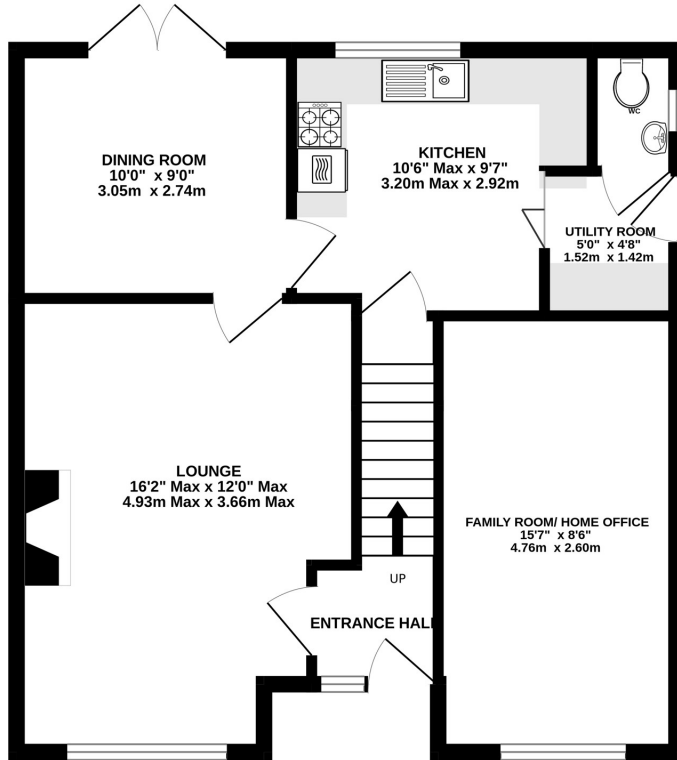 DINING ROOM
10'0" x 9'0"
3.05m x 2.74m
KITCHEN
10'6" Max x 9'7"
3.20m Max x 2.92m
WC
UTILITY ROOM
5'0" x 4'8"
1.52m x 1.42m
LOUNGE
16'2" Max x 12'0" Max
4.93m Max x 3.66m Max
FAMILY ROOM/ HOME OFFICE
15'7" x 8'6"
4.76m x 2.60m
UP
ENTRANCE HALL